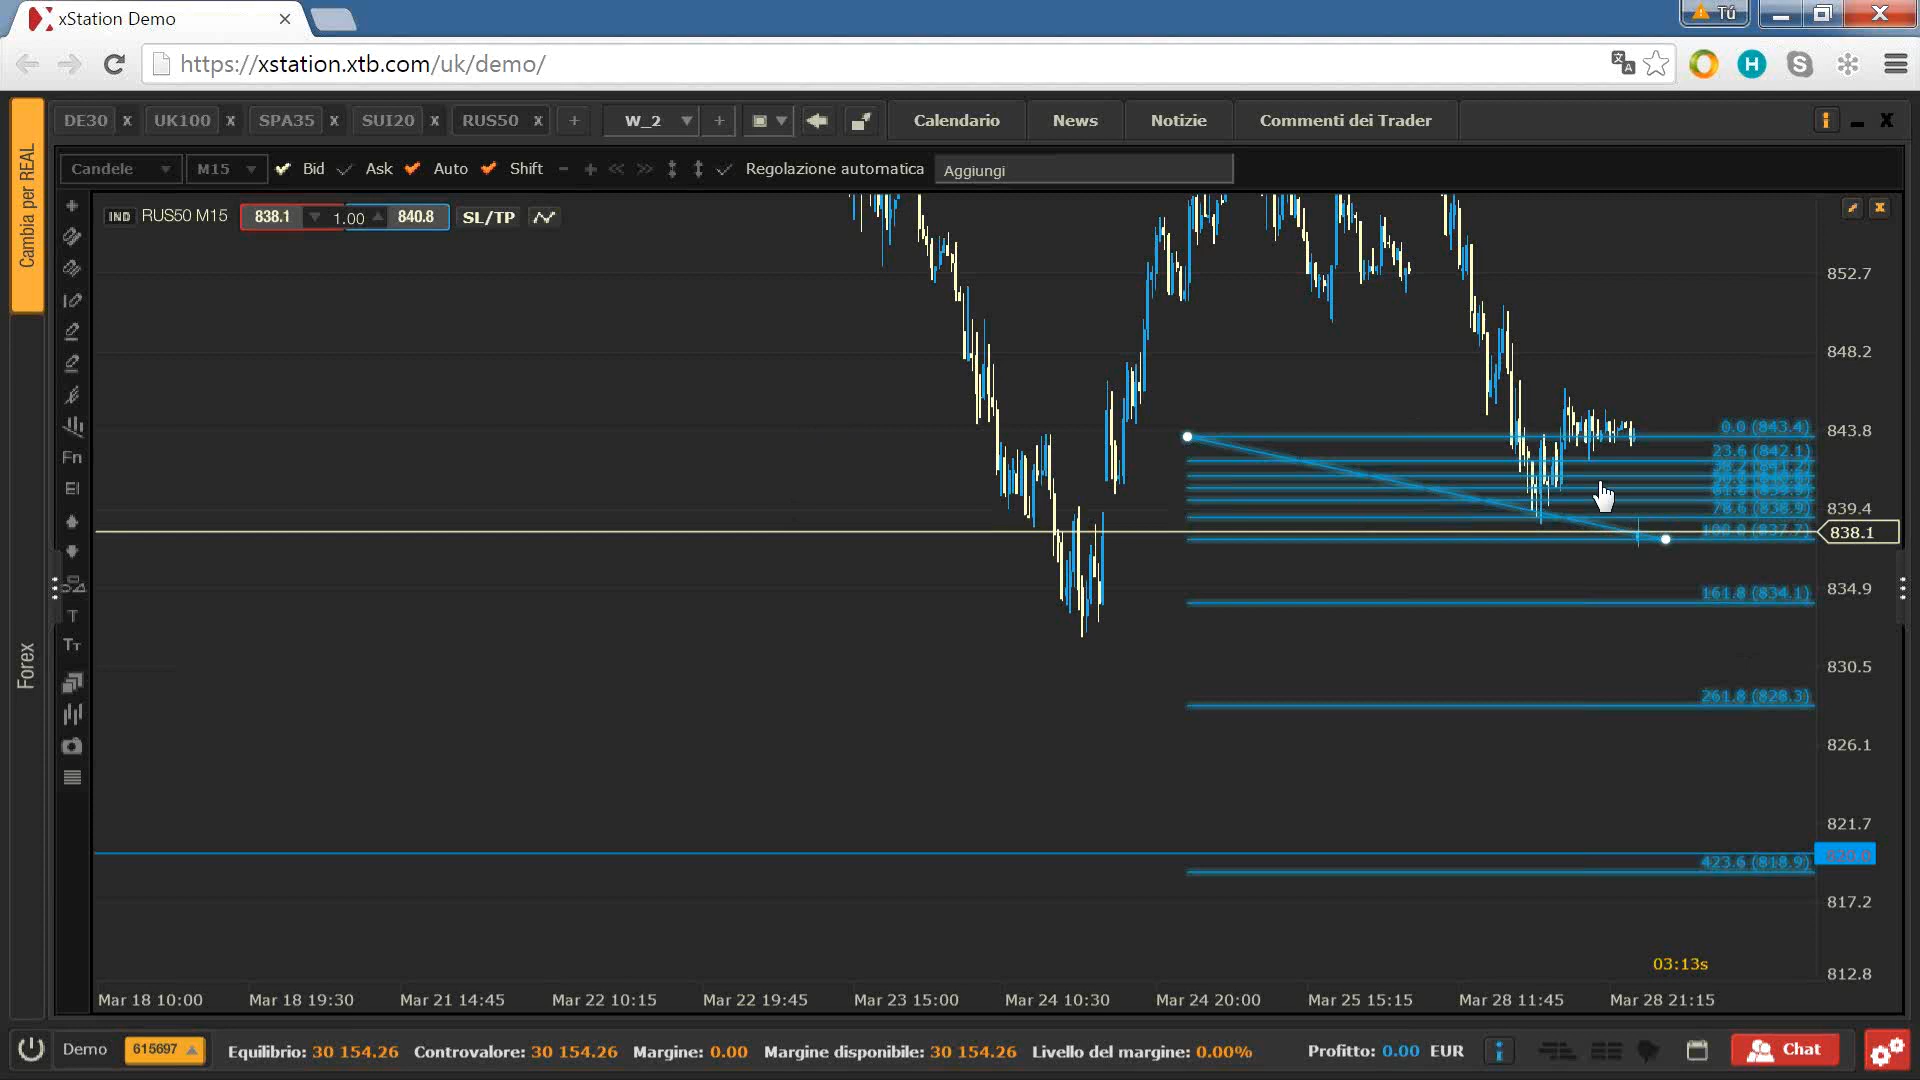 xStation Demo
Tú
https://xstation.xtb.com/uk/demo/
Cambia per REAL
Forex
DE30 x UK100 x SPA35 x SUI20 x RUS50 x + W_2 + Calendario News Notizie Commenti dei Trader
Candele M15 Bid Ask Auto Shift Regolazione automatica Aggiungi
IND RUS50 M15 838.1 1.00 840.8 SL/TP
Fn
EI
T
TT
852.7
848.2
843.8
839.4
838.1
834.9
830.5
826.1
821.7
817.2
812.8
0.0 (843.4)
23.6 (842.1)
78.6 (838.9)
100.0 (837.7)
161.8 (834.1)
261.8 (828.3)
423.6 (818.9)
03:13s
Mar 18 10:00 Mar 18 19:30 Mar 21 14:45 Mar 22 10:15 Mar 22 19:45 Mar 23 15:00 Mar 24 10:30 Mar 24 20:00 Mar 25 15:15 Mar 28 11:45 Mar 28 21:15
Demo 615697 Equilibrio: 30 154.26 Controvalore: 30 154.26 Margine: 0.00 Margine disponibile: 30 154.26 Livello del margine: 0.00% Profitto: 0.00 EUR Chat